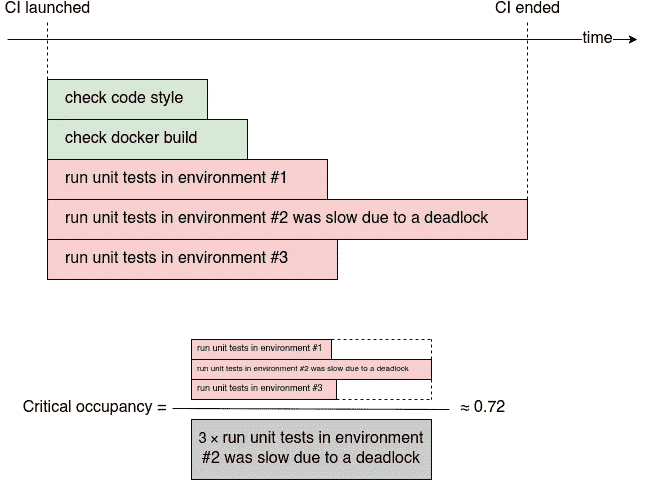 CI launched
CI ended
time
check code style
check docker build
run unit tests in environment #1
run unit tests in environment #2 was slow due to a deadlock
run unit tests in environment #3
run unit tests in environment #1
run unit tests in environment #2 was slow due to a deadlock
run unit tests in environment #3
Critical occupancy =
≈ 0.72
3 × run unit tests in environment
#2 was slow due to a deadlock